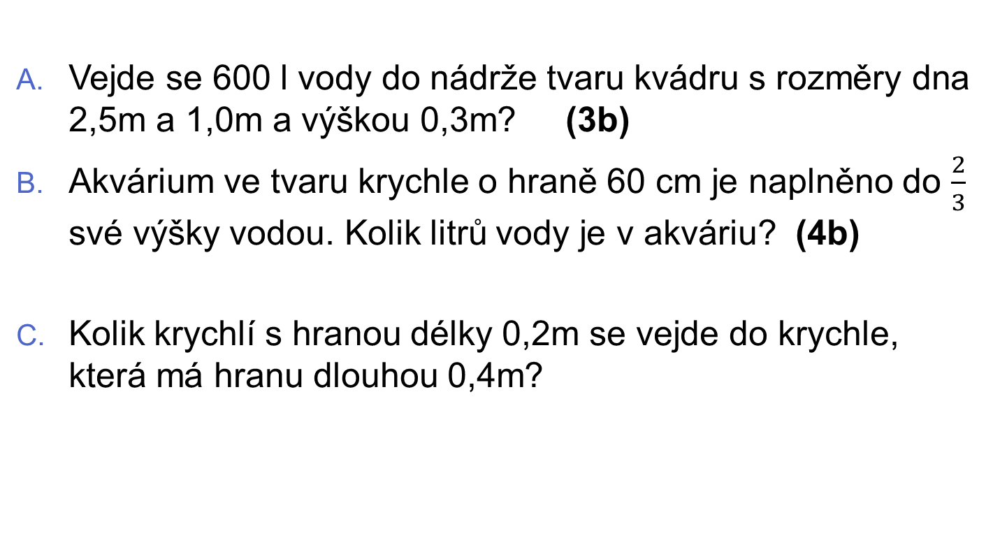 A. Vejde se 600 l vody do nádrže tvaru kvádru s rozměry dna
2,5m a 1,0m a výškou 0,3m? (3b)
B. Akvárium ve tvaru krychle o hraně 60 cm je naplněno do 2/3
své výšky vodou. Kolik litrů vody je v akváriu? (4b)
C. Kolik krychlí s hranou délky 0,2m se vejde do krychle,
která má hranu dlouhou 0,4m?